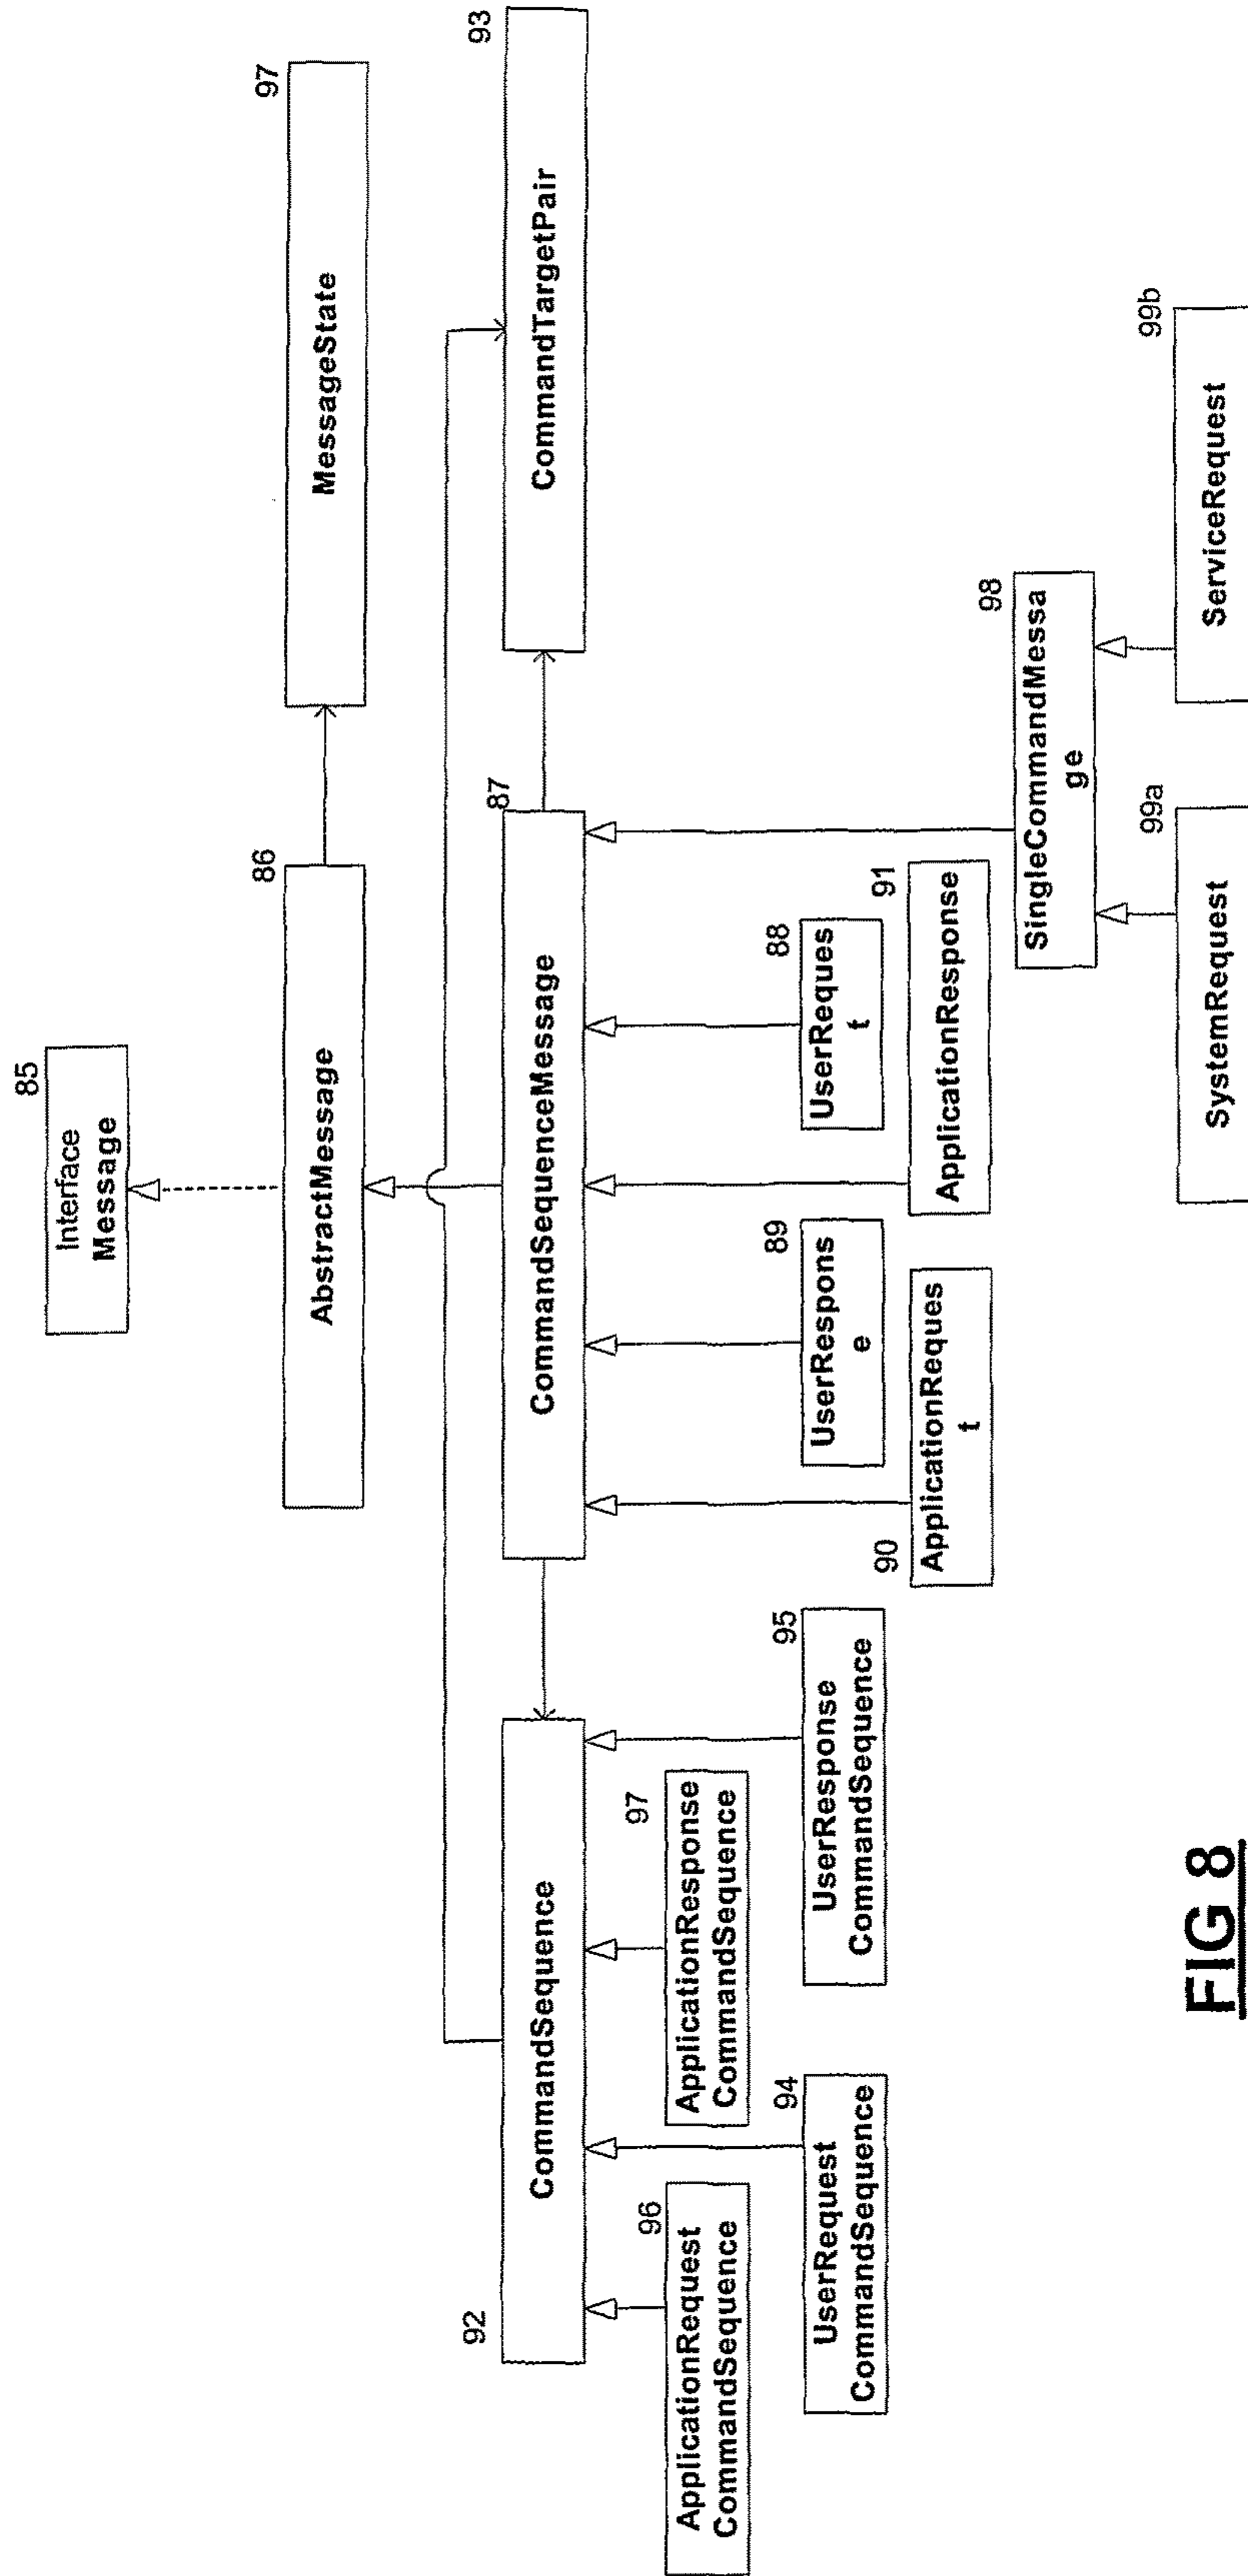 85
Interface
Message
97
86
AbstractMessage
MessageState
93
92
CommandSequence
87
CommandSequenceMessage
CommandTargetPair
96
ApplicationRequest
CommandSequence
97
ApplicationResponse
CommandSequence
94
UserRequest
CommandSequence
95
UserResponse
CommandSequence
89
UserRespons
e
88
UserReques
t
90
ApplicationReques
t
91
ApplicationResponse
98
SingleCommandMessa
ge
99a
SystemRequest
99b
ServiceRequest
FIG 8